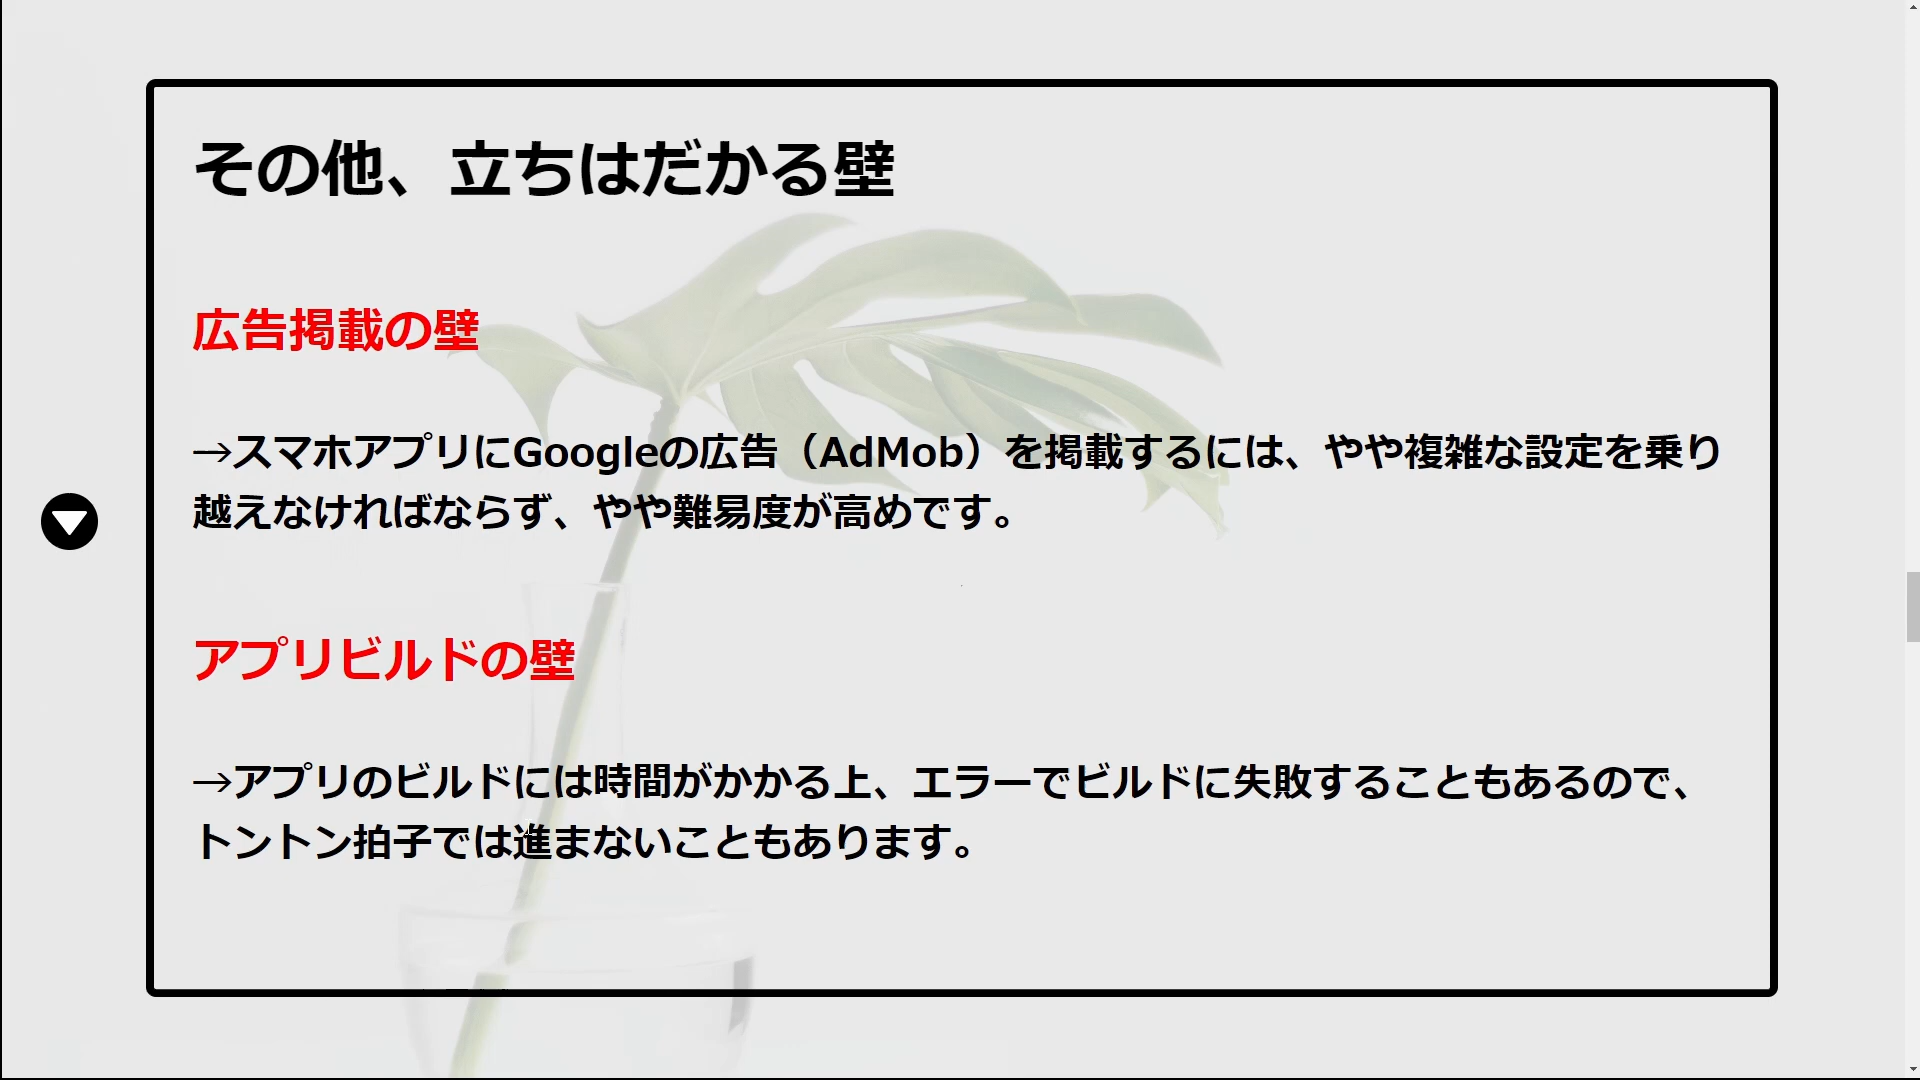 その他、立ちはだかる壁
広告掲載の壁
→スマホアプリにGoogleの広告（AdMob）を掲載するには、やや複雑な設定を乗り
越えなければならず、やや難易度が高めです。
アプリビルドの壁
→アプリのビルドには時間がかかる上、エラーでビルドに失敗することもあるので、
トントン拍子では進まないこともあります。